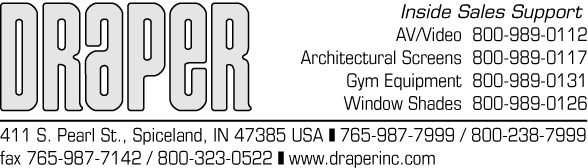 DRAPER
Inside Sales Support
AV/Video 800-989-0112
Architectural Screens 800-989-0117
Gym Equipment 800-989-0131
Window Shades 800-989-0126
411 S. Pearl St., Spiceland, IN 47385 USA ▮ 765-987-7999 / 800-238-7999
fax 765-987-7142 / 800-323-0522 ▮ www.draperinc.com